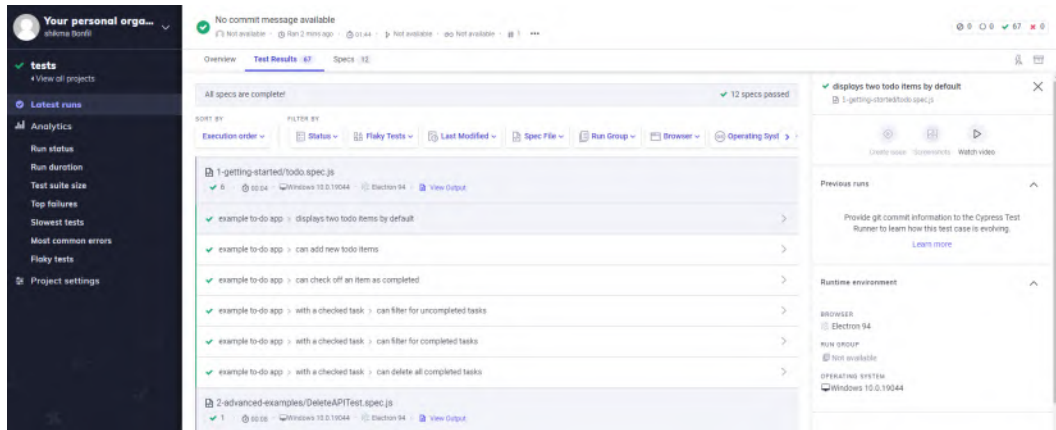 Your personal orga...
shikma Bonfil
tests
View all projects
Latest runs
Analytics
Run status
Run duration
Test suite size
Top failures
Slowest tests
Most common errors
Flaky tests
Project settings
No commit message available
Not available · Ran 2 mins ago · 01:44 · Not available · Not available · # 1 •••
0 0 67 0
Overview Test Results 67 Specs 12
All specs are complete! 12 specs passed
SORT BY FILTER BY
Execution order Status Flaky Tests Last Modified Spec File Run Group Browser Operating Syst
1-getting-started/todo.spec.js
6 00:04 Windows 10.0.19044 Electron 94 View Output
example to-do app > displays two todo items by default
example to-do app > can add new todo items
example to-do app > can check off an item as completed
example to-do app > with a checked task > can filter for uncompleted tasks
example to-do app > with a checked task > can filter for completed tasks
example to-do app > with a checked task > can delete all completed tasks
2-advanced-examples/DeleteAPITest.spec.js
1 Windows 10.0.19044 Electron 94 View Output
displays two todo items by default
1-getting-started/todo.spec.js
Create issue Screenshots Watch video
Previous runs
Provide git commit information to the Cypress Test
Runner to learn how this test case is evolving.
Learn more
Runtime environment
BROWSER
Electron 94
RUN GROUP
Not available
OPERATING SYSTEM
Windows 10.0.19044